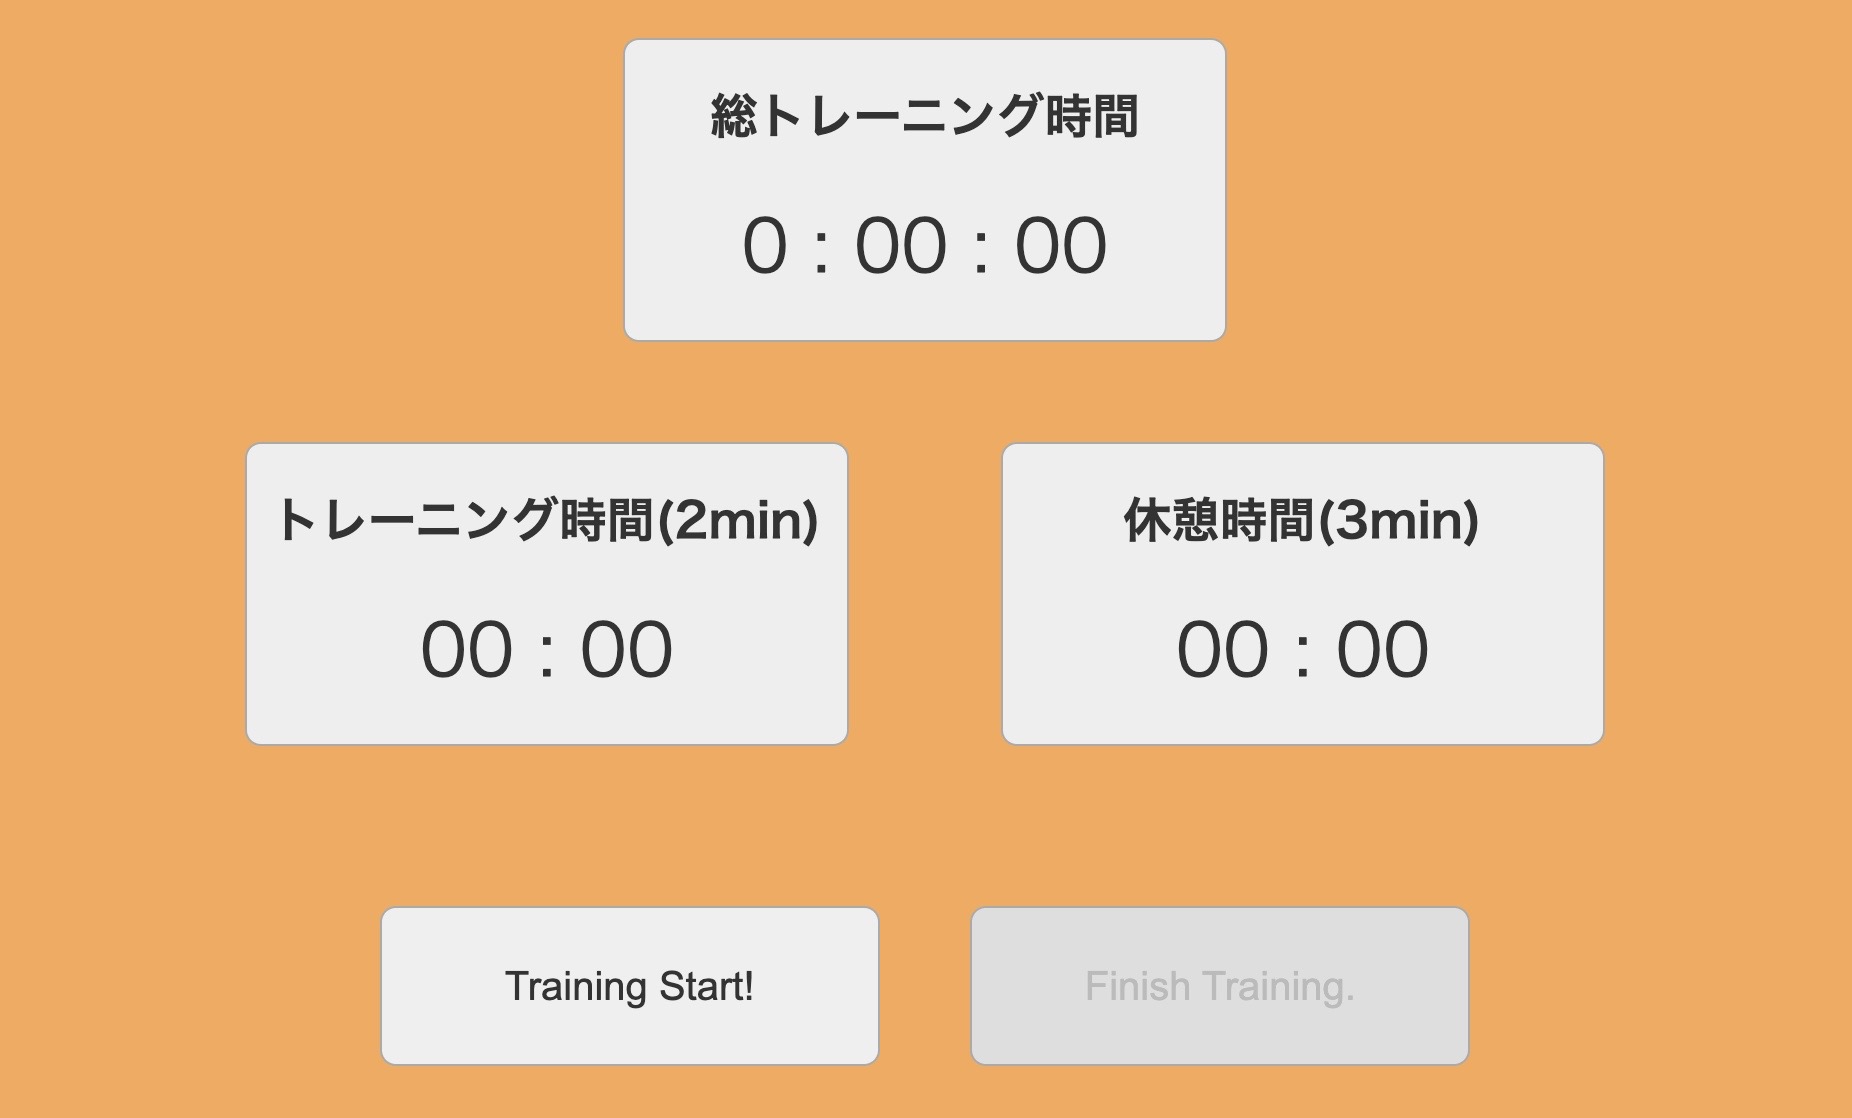 総トレーニング時間
0 : 00 : 00
トレーニング時間(2min)
00 : 00
休憩時間(3min)
00 : 00
Training Start!
Finish Training.